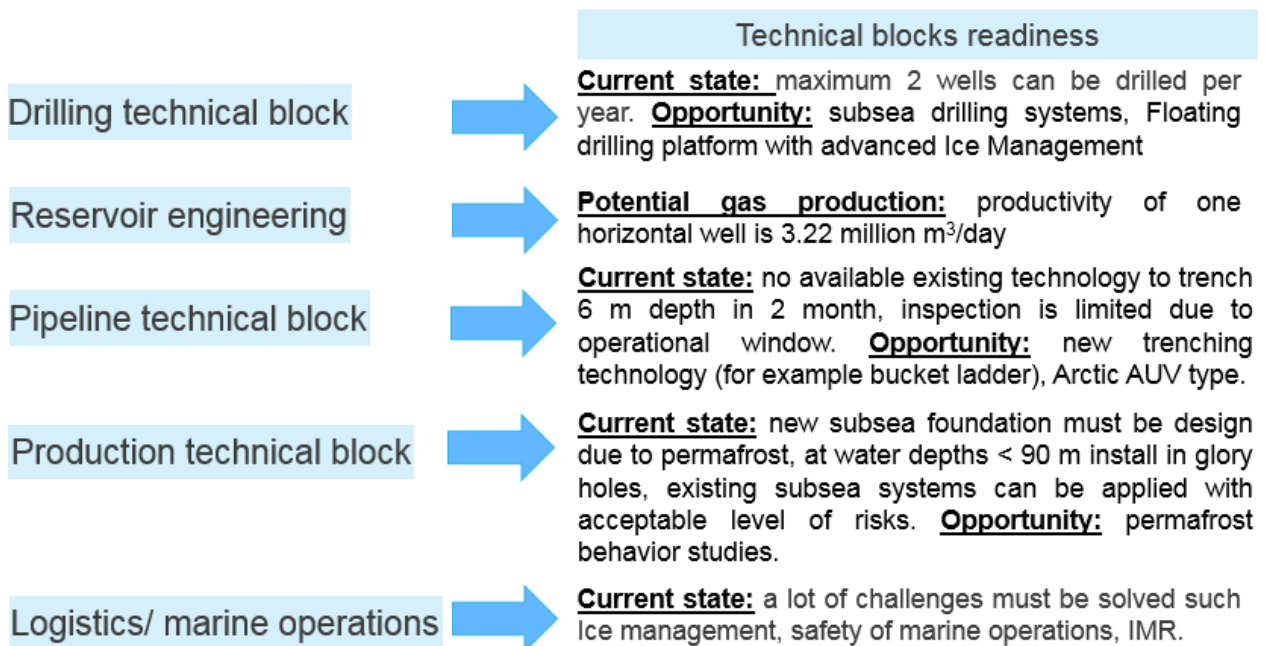 Technical blocks readiness
Drilling technical block
Current state: maximum 2 wells can be drilled per
year. Opportunity: subsea drilling systems, Floating
drilling platform with advanced Ice Management
Reservoir engineering
Potential gas production: productivity of one
horizontal well is 3.22 million m³/day
Pipeline technical block
Current state: no available existing technology to trench
6 m depth in 2 month, inspection is limited due to
operational window. Opportunity: new trenching
technology (for example bucket ladder), Arctic AUV type.
Production technical block
Current state: new subsea foundation must be design
due to permafrost, at water depths < 90 m install in glory
holes, existing subsea systems can be applied with
acceptable level of risks. Opportunity: permafrost
behavior studies.
Logistics/ marine operations
Current state: a lot of challenges must be solved such
Ice management, safety of marine operations, IMR.